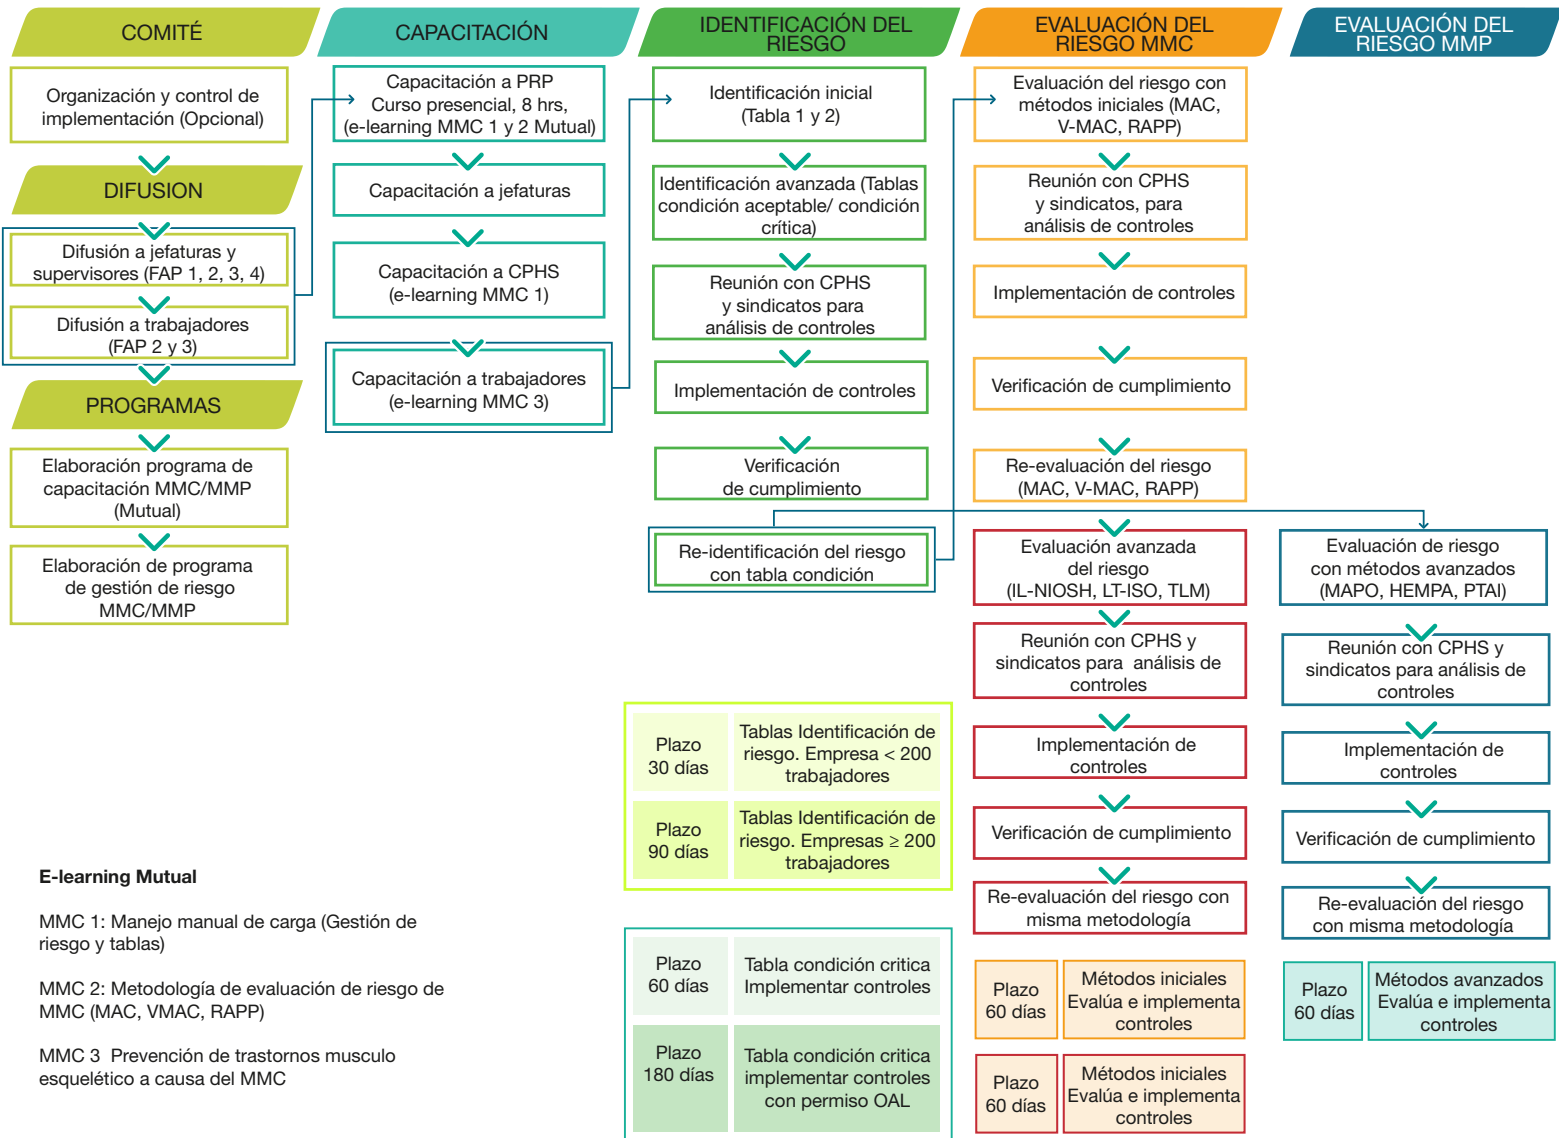 COMITÉ
Organización y control de
implementación (Opcional)
DIFUSION
Difusión a jefaturas y
supervisores (FAP 1, 2, 3, 4)
Difusión a trabajadores
(FAP 2 y 3)
PROGRAMAS
Elaboración programa de
capacitación MMC/MMP
(Mutual)
Elaboración de programa
de gestión de riesgo
MMC/MMP
CAPACITACIÓN
Capacitación a PRP
Curso presencial, 8 hrs,
(e-learning MMC 1 y 2 Mutual)
Capacitación a jefaturas
Capacitación a CPHS
(e-learning MMC 1)
Capacitación a trabajadores
(e-learning MMC 3)
IDENTIFICACIÓN DEL
RIESGO
Identificación inicial
(Tabla 1 y 2)
Identificación avanzada (Tablas
condición aceptable/ condición
crítica)
Reunión con CPHS
y sindicatos para
análisis de controles
Implementación de controles
Verificación
de cumplimiento
Re-identificación del riesgo
con tabla condición
EVALUACIÓN DEL
RIESGO MMC
Evaluación del riesgo con
métodos iniciales (MAC,
V-MAC, RAPP)
Reunión con CPHS
y sindicatos, para
análisis de controles
Implementación de controles
Verificación de cumplimiento
Re-evaluación del riesgo
(MAC, V-MAC, RAPP)
Evaluación avanzada
del riesgo
(IL-NIOSH, LT-ISO, TLM)
Reunión con CPHS y
sindicatos para análisis de
controles
Implementación de
controles
Verificación de cumplimiento
Re-evaluación del riesgo con
misma metodología
EVALUACIÓN DEL
RIESGO MMP
Evaluación de riesgo
con métodos avanzados
(MAPO, HEMPA, PTAI)
Reunión con CPHS y
sindicatos para análisis de
controles
Implementación de
controles
Verificación de cumplimiento
Re-evaluación del riesgo
con misma metodología
Plazo
30 días
Tablas Identificación de
riesgo. Empresa < 200
trabajadores
Plazo
90 días
Tablas Identificación de
riesgo. Empresas ≥ 200
trabajadores
Plazo
60 días
Tabla condición critica
Implementar controles
Plazo
180 días
Tabla condición critica
implementar controles
con permiso OAL
Plazo
60 días
Métodos iniciales
Evalúa e implementa
controles
Plazo
60 días
Métodos iniciales
Evalúa e implementa
controles
Plazo
60 días
Métodos avanzados
Evalúa e implementa
controles
E-learning Mutual
MMC 1: Manejo manual de carga (Gestión de
riesgo y tablas)
MMC 2: Metodología de evaluación de riesgo de
MMC (MAC, VMAC, RAPP)
MMC 3 Prevención de trastornos musculo
esquelético a causa del MMC